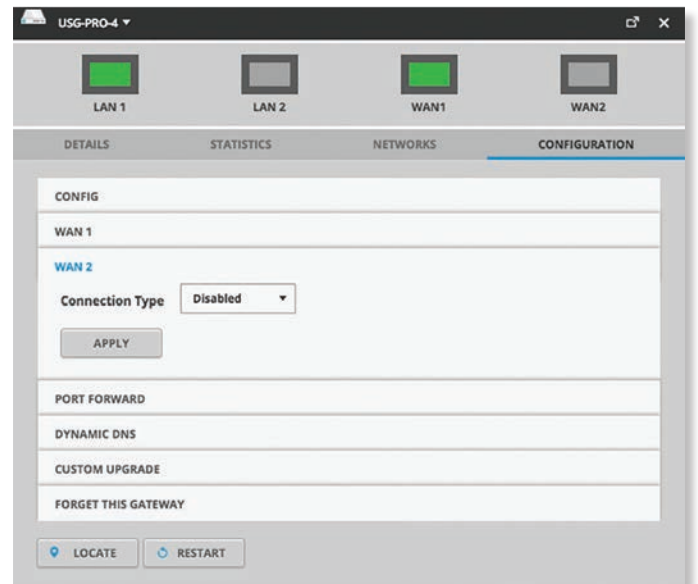 USG-PRO-4
LAN 1 LAN 2 WAN1 WAN2
DETAILS STATISTICS NETWORKS CONFIGURATION
CONFIG
WAN 1
WAN 2
Connection Type Disabled
APPLY
PORT FORWARD
DYNAMIC DNS
CUSTOM UPGRADE
FORGET THIS GATEWAY
LOCATE RESTART